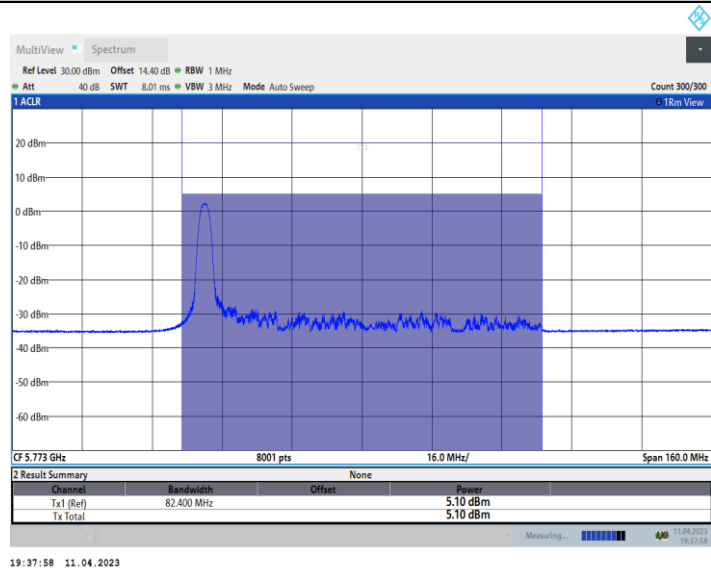 MultiView Spectrum
Ref Level 30.00 dBm Offset 14.40 dB RBW 1 MHz
Att 40 dB SWT 8.01 ms VBW 3 MHz Mode Auto Sweep Count 300/300
1 ACLR 1Rm View
20 dBm
10 dBm
0 dBm
-10 dBm
-20 dBm
-30 dBm
-40 dBm
-50 dBm
-60 dBm
CF 5.773 GHz 8001 pts 16.0 MHz/ Span 160.0 MHz
2 Result Summary None
Channel Bandwidth Offset Power
Tx1 (Ref) 82.400 MHz 5.10 dBm
Tx Total 5.10 dBm
Measuring... 11.04.2023
19:37:58
19:37:58 11.04.2023